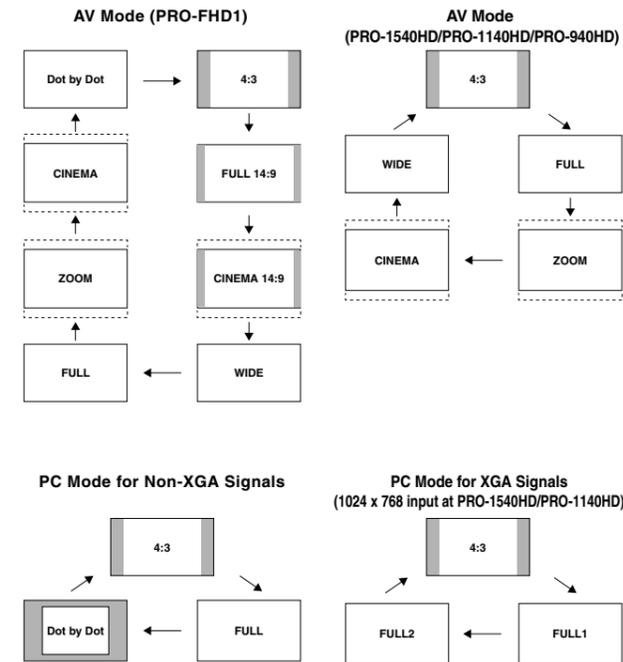 AV Mode (PRO-FHD1)
Dot by Dot
4:3
CINEMA
FULL 14:9
ZOOM
CINEMA 14:9
FULL
WIDE
AV Mode
(PRO-1540HD/PRO-1140HD/PRO-940HD)
4:3
WIDE
FULL
CINEMA
ZOOM
PC Mode for Non-XGA Signals
4:3
Dot by Dot
FULL
PC Mode for XGA Signals
(1024 x 768 input at PRO-1540HD/PRO-1140HD)
4:3
FULL2
FULL1